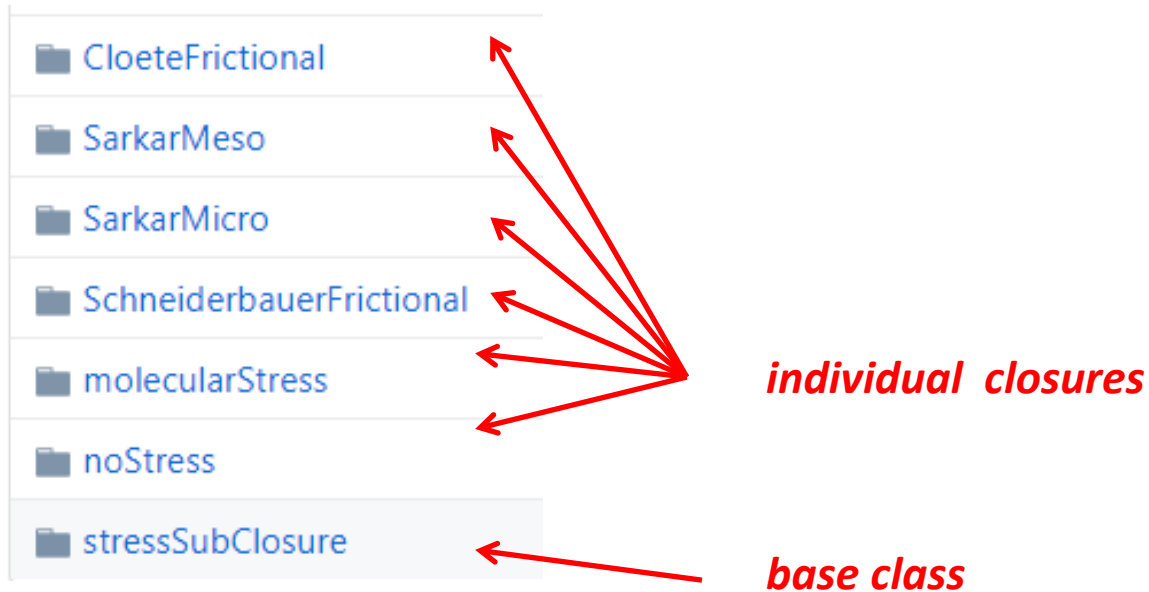 CloeteFrictional
SarkarMeso
SarkarMicro
SchneiderbauerFrictional
molecularStress
individual closures
noStress
stressSubClosure
base class